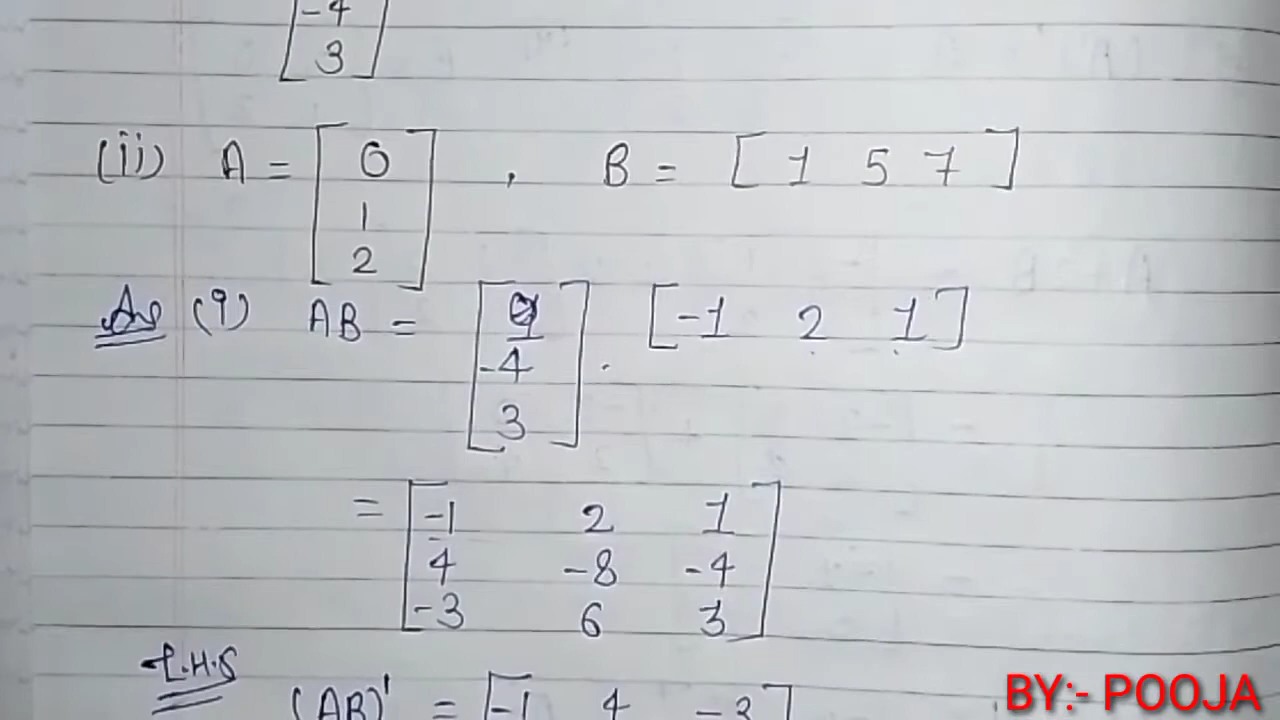 -4
3
(ii) A = [ 0 , B = [ 1 5 7 ]
1
2 ]
Ans (i) AB = [ 1 [ -1 2 1 ]
-4 .
3 ]
= [ -1 2 1
4 -8 -4
-3 6 3 ]
L.H.S
(AB)' = [ -1 4 -3 ]
BY:- POOJA